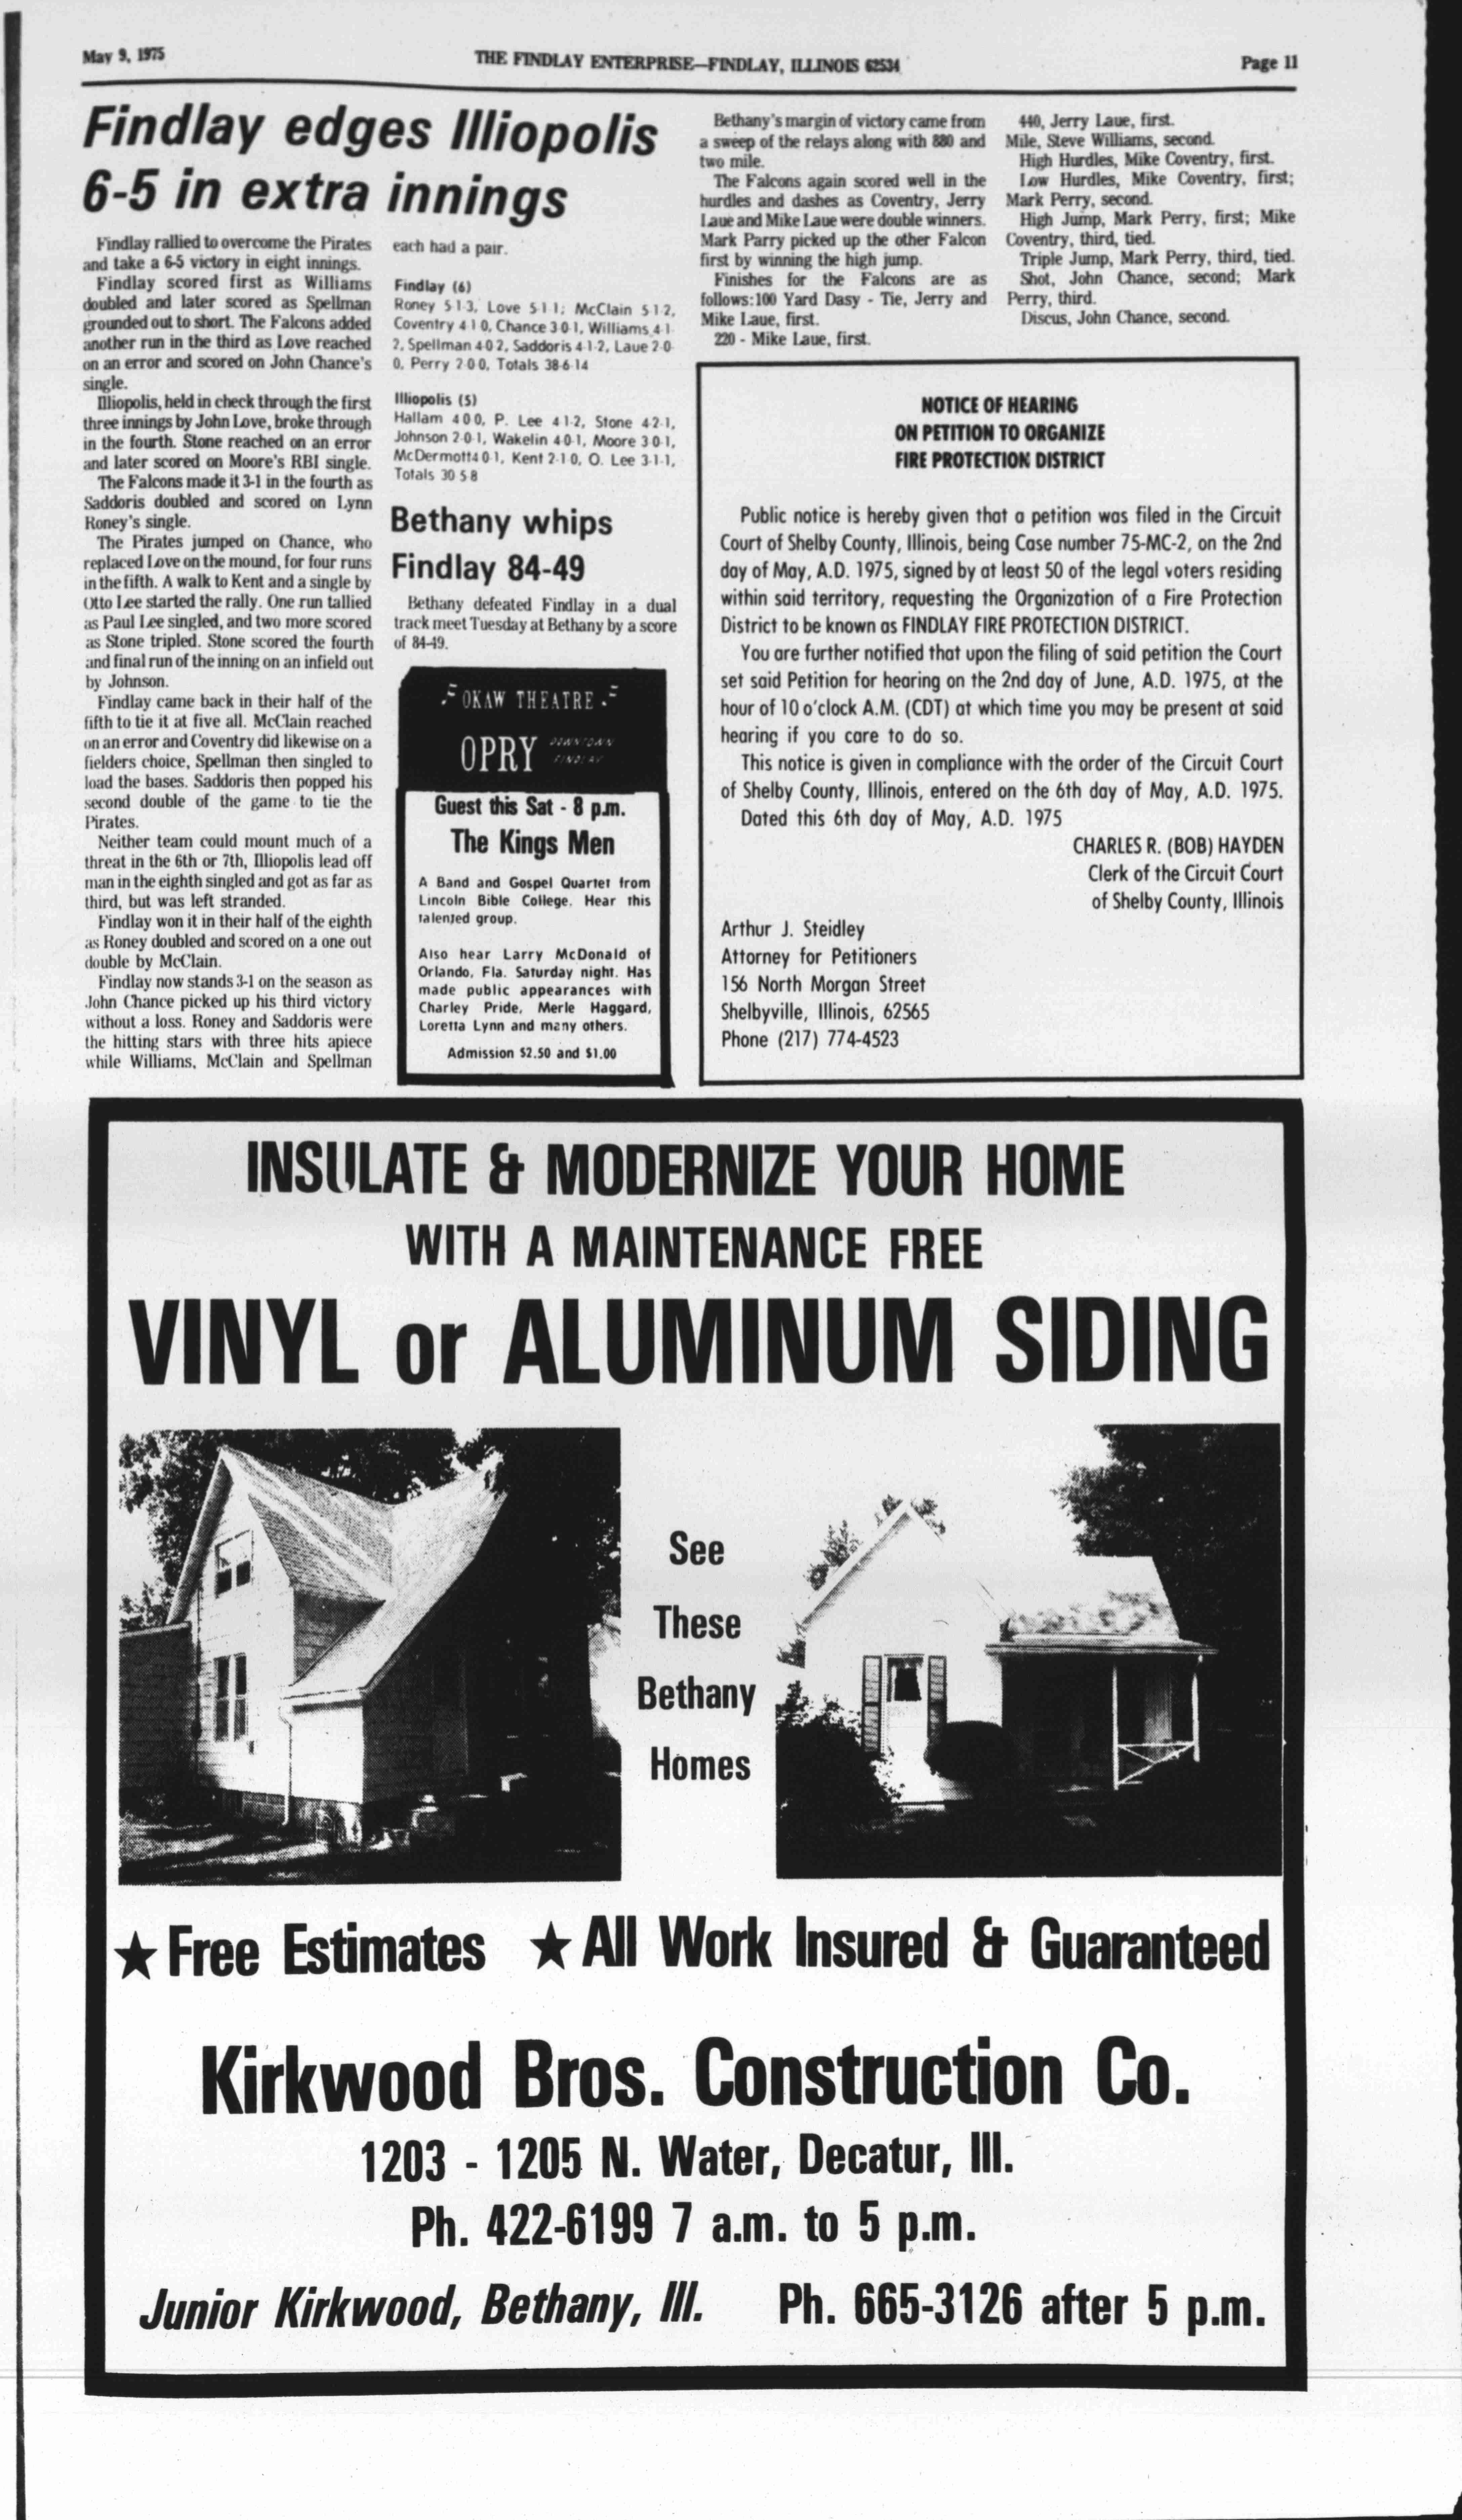 May 9, 1975
THE FINDLAY ENTERPRISE—FINDLAY, ILLINOIS 62534
Page 11
Findlay edges Illiopolis
6-5 in extra innings
Findlay rallied to overcome the Pirates
and take a 6-5 victory in eight innings.
Findlay scored first as Williams
doubled and later scored as Spellman
grounded out to short. The Falcons added
another run in the third as Love reached
on an error and scored on John Chance's
single.
Illiopolis, held in check through the first
three innings by John Love, broke through
in the fourth. Stone reached on an error
and later scored on Moore's RBI single.
The Falcons made it 3-1 in the fourth as
Saddoris doubled and scored on Lynn
Roney's single.
The Pirates jumped on Chance, who
replaced Love on the mound, for four runs
in the fifth. A walk to Kent and a single by
Otto Lee started the rally. One run tallied
as Paul Lee singled, and two more scored
as Stone tripled. Stone scored the fourth
and final run of the inning on an infield out
by Johnson.
Findlay came back in their half of the
fifth to tie it at five all. McClain reached
on an error and Coventry did likewise on a
fielders choice, Spellman then singled to
load the bases. Saddoris then popped his
second double of the game to tie the
Pirates.
Neither team could mount much of a
threat in the 6th or 7th, Illiopolis lead off
man in the eighth singled and got as far as
third, but was left stranded.
Findlay won it in their half of the eighth
as Roney doubled and scored on a one out
double by McClain.
Findlay now stands 3-1 on the season as
John Chance picked up his third victory
without a loss. Roney and Saddoris were
the hitting stars with three hits apiece
while Williams, McClain and Spellman
each had a pair.
Findlay (6)
Roney 5-1-3, Love 5-1-1; McClain 5-1-2,
Coventry 4-1-0, Chance 3-0-1, Williams 4-1-
2, Spellman 4-0-2, Saddoris 4-1-2, Laue 2-0-
0, Perry 2-0-0, Totals 38-6-14
Illiopolis (5)
Hallam 4-0-0, P. Lee 4-1-2, Stone 4-2-1,
Johnson 2-0-1, Wakelin 4-0-1, Moore 3-0-1,
McDermott 4-0-1, Kent 2-1-0, O. Lee 3-1-1,
Totals 30-5-8
Bethany whips
Findlay 84-49
Bethany defeated Findlay in a dual
track meet Tuesday at Bethany by a score
of 84-49.
OKAW THEATRE
OPRY DOWNTOWN
FINDLAY
Guest this Sat - 8 p.m.
The Kings Men
A Band and Gospel Quartet from
Lincoln Bible College. Hear this
talented group.
Also hear Larry McDonald of
Orlando, Fla. Saturday night. Has
made public appearances with
Charley Pride, Merle Haggard,
Loretta Lynn and many others.
Admission $2.50 and $1.00
Bethany's margin of victory came from
a sweep of the relays along with 880 and
two mile.
The Falcons again scored well in the
hurdles and dashes as Coventry, Jerry
Laue and Mike Laue were double winners.
Mark Parry picked up the other Falcon
first by winning the high jump.
Finishes for the Falcons are as
follows: 100 Yard Dasy - Tie, Jerry and
Mike Laue, first.
220 - Mike Laue, first.
440, Jerry Laue, first.
Mile, Steve Williams, second.
High Hurdles, Mike Coventry, first.
Low Hurdles, Mike Coventry, first;
Mark Perry, second.
High Jump, Mark Perry, first; Mike
Coventry, third, tied.
Triple Jump, Mark Perry, third, tied.
Shot, John Chance, second; Mark
Perry, third.
Discus, John Chance, second.
NOTICE OF HEARING
ON PETITION TO ORGANIZE
FIRE PROTECTION DISTRICT
Public notice is hereby given that a petition was filed in the Circuit
Court of Shelby County, Illinois, being Case number 75-MC-2, on the 2nd
day of May, A.D. 1975, signed by at least 50 of the legal voters residing
within said territory, requesting the Organization of a Fire Protection
District to be known as FINDLAY FIRE PROTECTION DISTRICT.
You are further notified that upon the filing of said petition the Court
set said Petition for hearing on the 2nd day of June, A.D. 1975, at the
hour of 10 o'clock A.M. (CDT) at which time you may be present at said
hearing if you care to do so.
This notice is given in compliance with the order of the Circuit Court
of Shelby County, Illinois, entered on the 6th day of May, A.D. 1975.
Dated this 6th day of May, A.D. 1975
CHARLES R. (BOB) HAYDEN
Clerk of the Circuit Court
of Shelby County, Illinois
Arthur J. Steidley
Attorney for Petitioners
156 North Morgan Street
Shelbyville, Illinois, 62565
Phone (217) 774-4523
INSULATE & MODERNIZE YOUR HOME
WITH A MAINTENANCE FREE
VINYL or ALUMINUM SIDING
See
These
Bethany
Homes
★ Free Estimates ★ All Work Insured & Guaranteed
Kirkwood Bros. Construction Co.
1203 - 1205 N. Water, Decatur, Ill.
Ph. 422-6199 7 a.m. to 5 p.m.
Junior Kirkwood, Bethany, Ill. Ph. 665-3126 after 5 p.m.